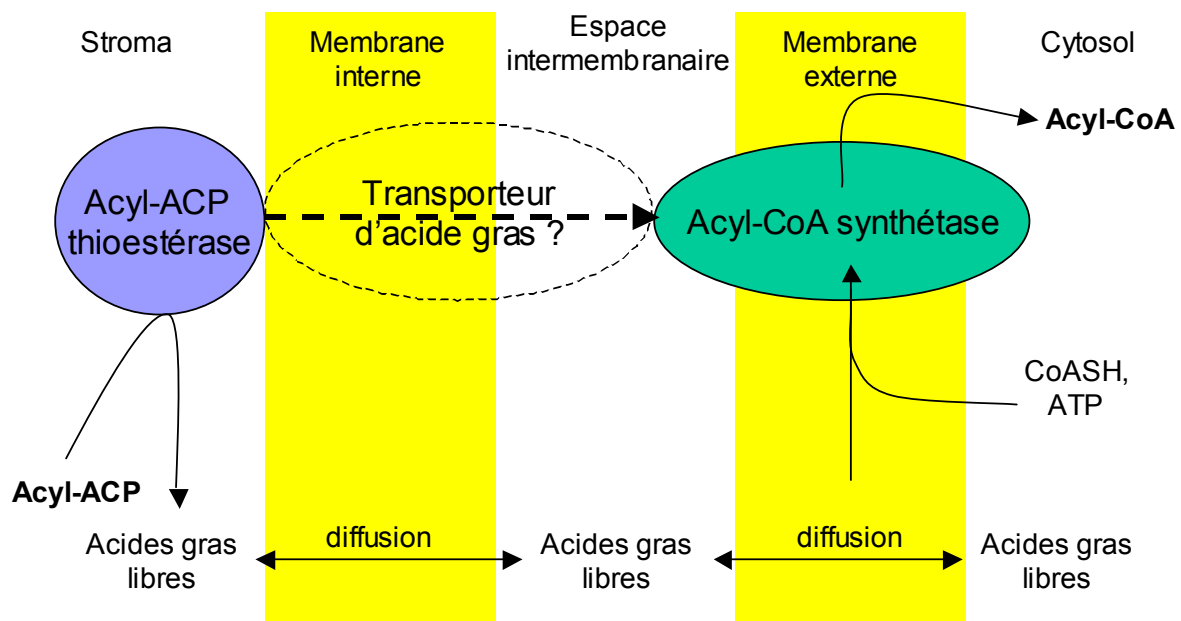 Stroma
Membrane
interne
Espace
intermembranaire
Membrane
externe
Cytosol
Acyl-CoA
Acyl-ACP
thioestérase
Transporteur
d'acide gras ?
Acyl-CoA synthétase
CoASH,
ATP
Acyl-ACP
Acides gras
libres
diffusion
Acides gras
libres
diffusion
Acides gras
libres